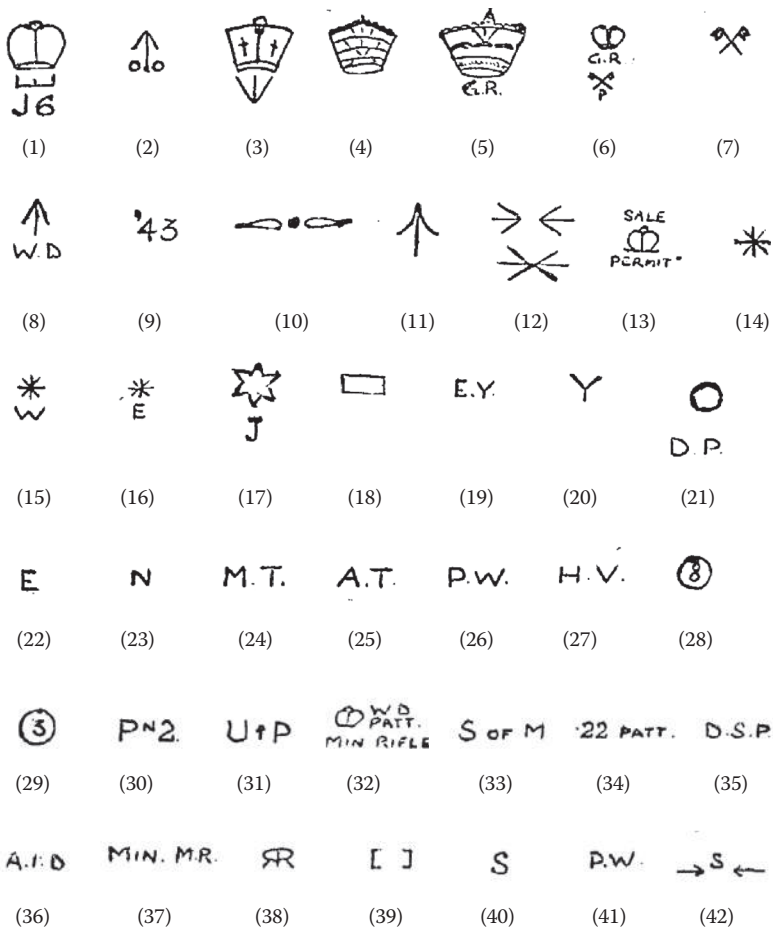 G.R.
J6
G.R.
P
(1) (2) (3) (4) (5) (6) (7)
W.D '43 SALE
PERMIT
(8) (9) (10) (11) (12) (13) (14)
W E J E.Y. Y D.P.
(15) (16) (17) (18) (19) (20) (21)
E N M.T. A.T. P.W. H.V. 8
(22) (23) (24) (25) (26) (27) (28)
3 PN2. U↑P W D
PATT.
MIN RIFLE S OF M .22 PATT. D.S.P.
(29) (30) (31) (32) (33) (34) (35)
A.I.D MIN. M.R. RR [ ] S P.W. → S ←
(36) (37) (38) (39) (40) (41) (42)